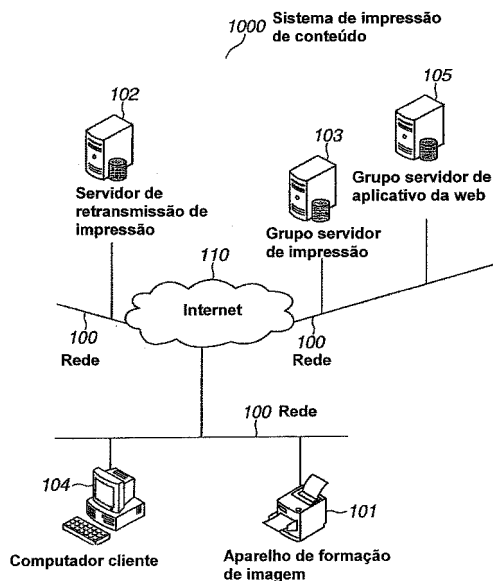 1000
Sistema de impressão
de conteúdo
102
Servidor de
retransmissão de
impressão
103
Grupo servidor
de impressão
105
Grupo servidor de
aplicativo da web
110
Internet
100
Rede
100
Rede
100 Rede
104
Computador cliente
101
Aparelho de formação
de imagem